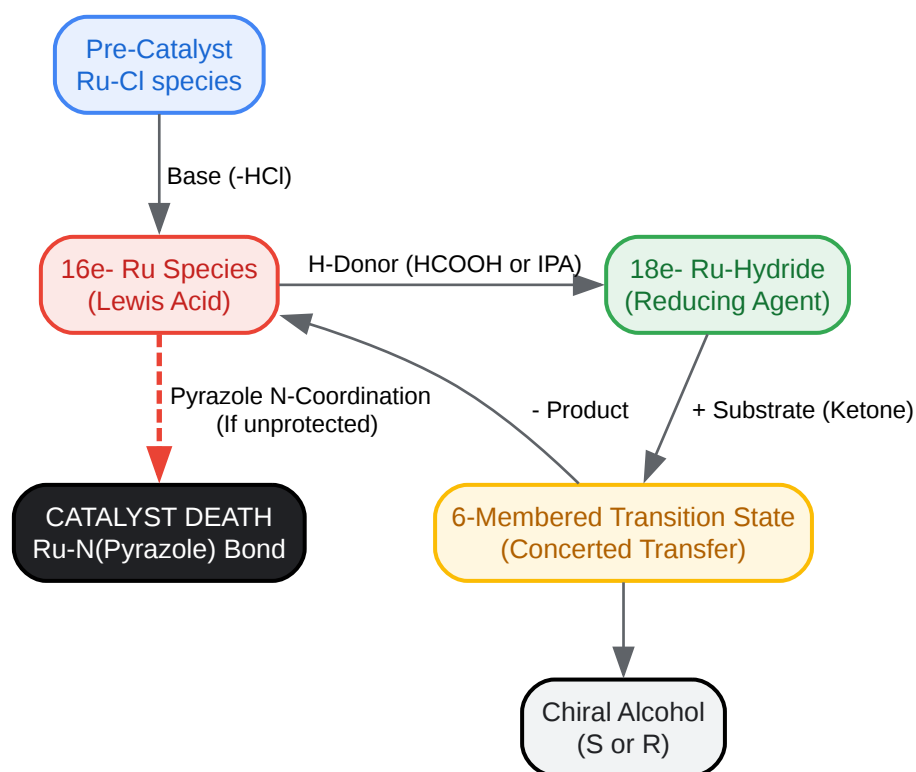 Pre-Catalyst
Ru-Cl species
Base (-HCl)
16e- Ru Species
(Lewis Acid)
H-Donor (HCOOH or IPA)
18e- Ru-Hydride
(Reducing Agent)
Pyrazole N-Coordination
(If unprotected)
- Product
+ Substrate (Ketone)
CATALYST DEATH
Ru-N(Pyrazole) Bond
6-Membered Transition State
(Concerted Transfer)
Chiral Alcohol
(S or R)